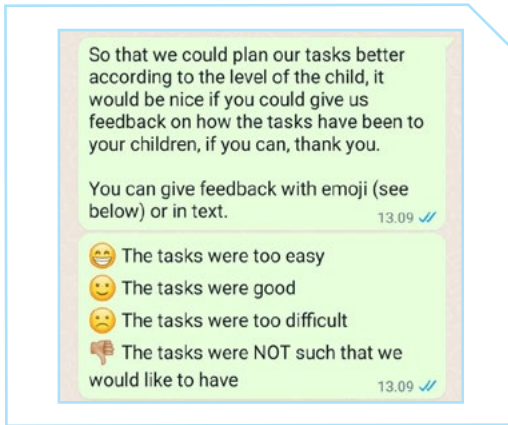 So that we could plan our tasks better
according to the level of the child, it
would be nice if you could give us
feedback on how the tasks have been to
your children, if you can, thank you.
You can give feedback with emoji (see
below) or in text.
13.09
😁 The tasks were too easy
🙂 The tasks were good
🙁 The tasks were too difficult
👎🏼 The tasks were NOT such that we
would like to have
13.09